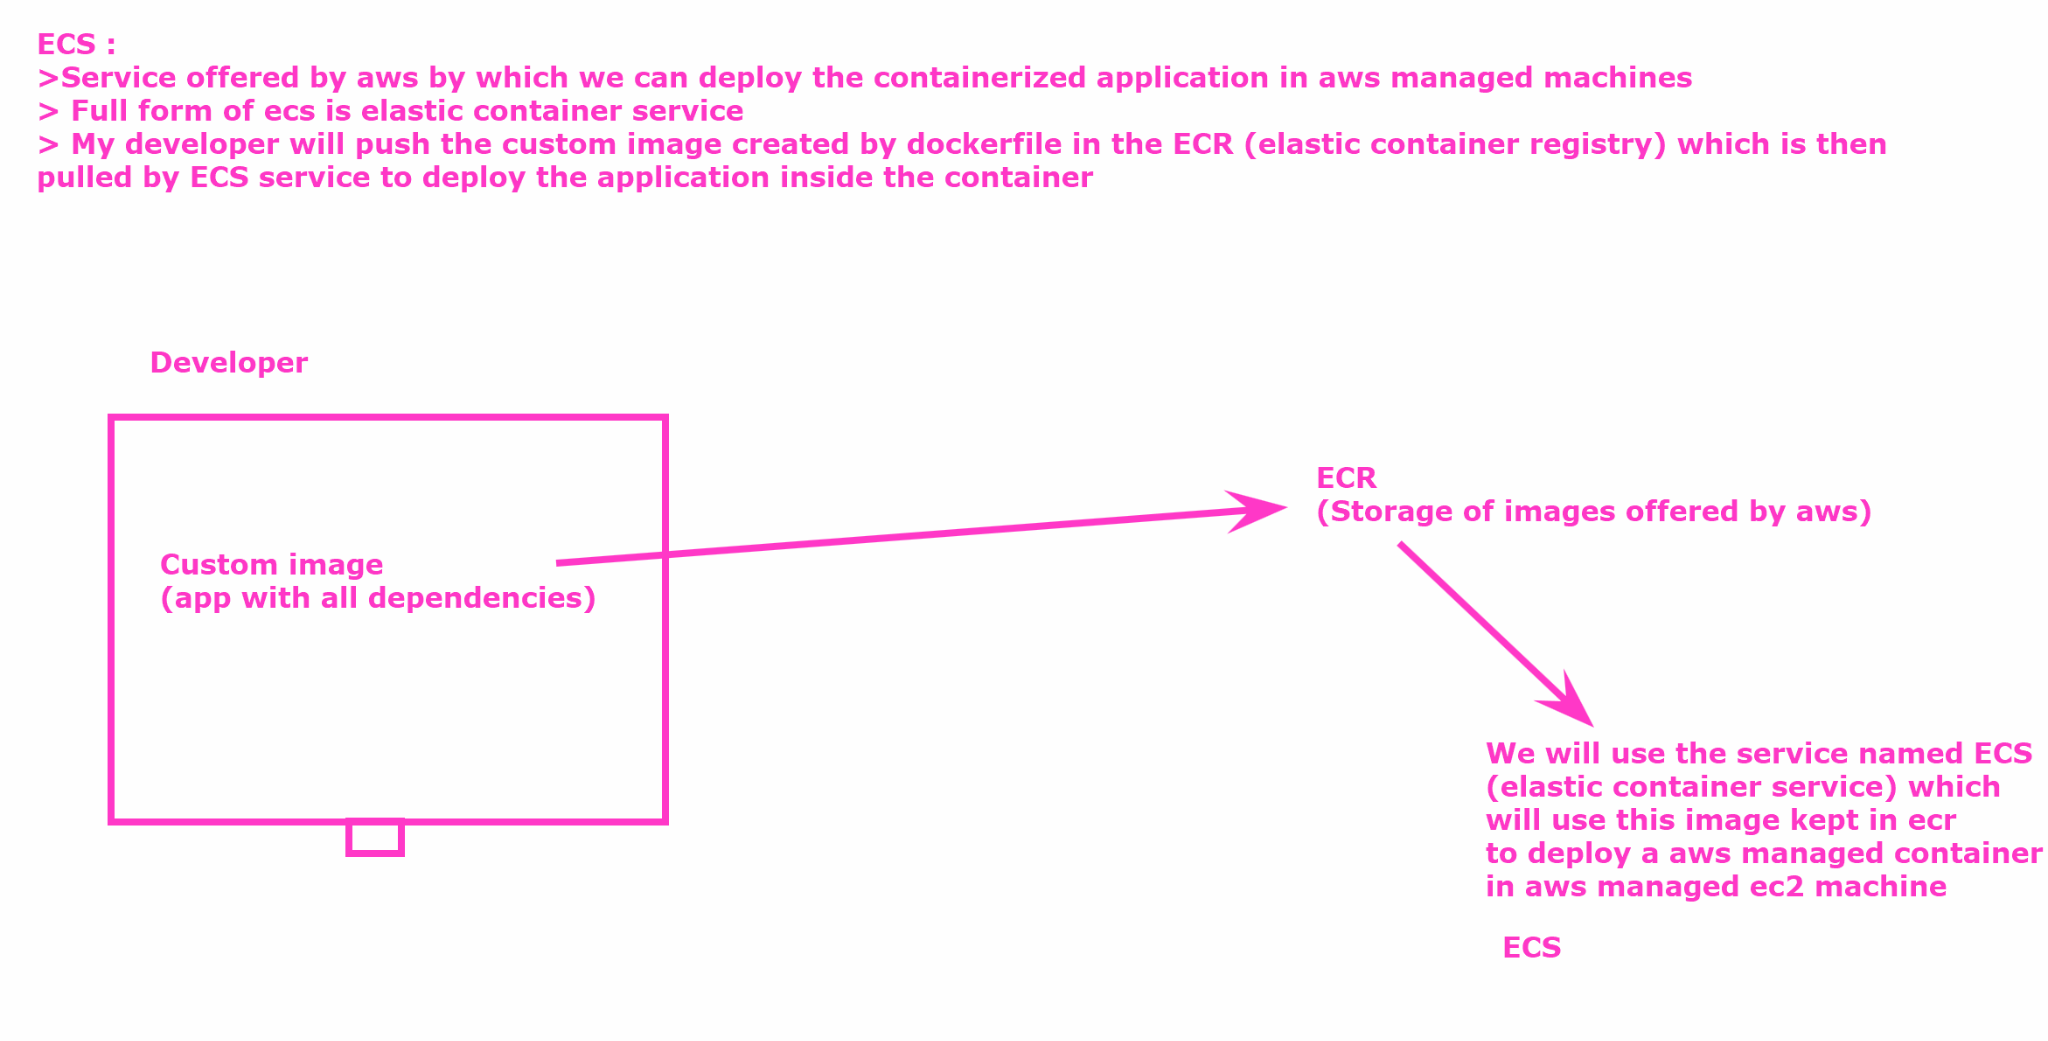 ECS :
>Service offered by aws by which we can deploy the containerized application in aws managed machines
> Full form of ecs is elastic container service
> My developer will push the custom image created by dockerfile in the ECR (elastic container registry) which is then
pulled by ECS service to deploy the application inside the container
Developer
Custom image
(app with all dependencies)
ECR
(Storage of images offered by aws)
We will use the service named ECS
(elastic container service) which
will use this image kept in ecr
to deploy a aws managed container
in aws managed ec2 machine
ECS